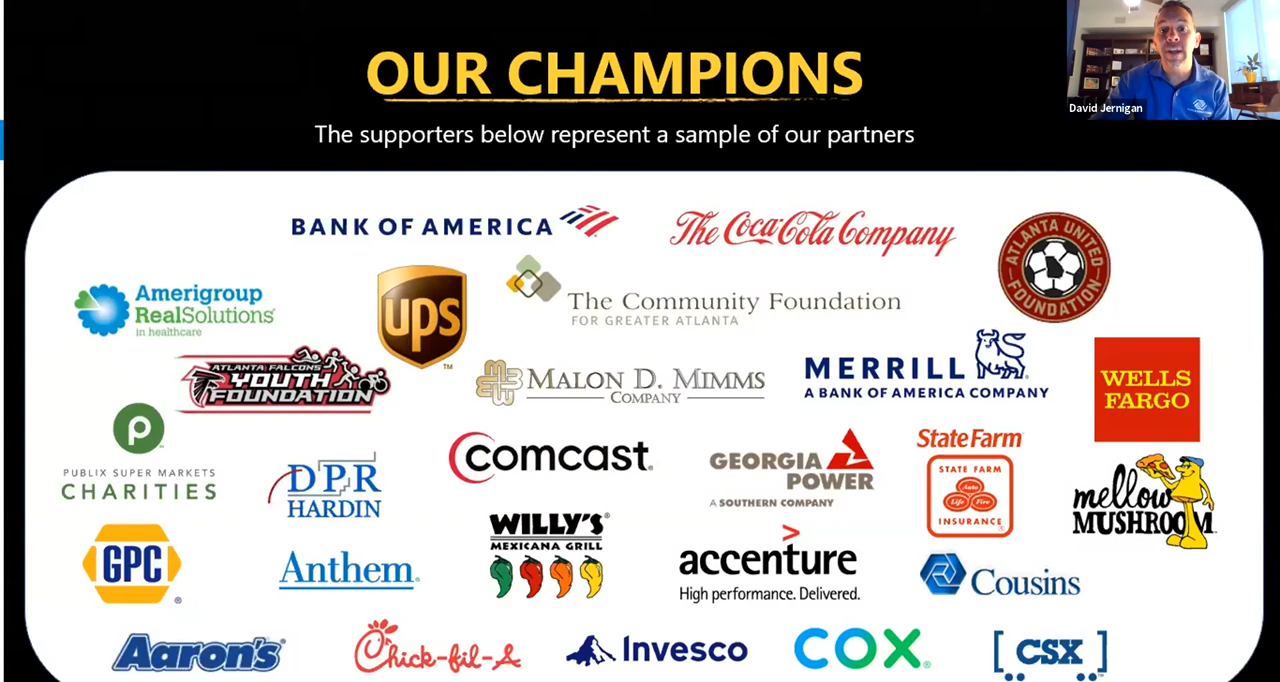 OUR CHAMPIONS
David Jernigan
The supporters below represent a sample of our partners
BANK OF AMERICA
The Coca-Cola Company
ATLANTA UNITED
FOUNDATION
Amerigroup
RealSolutions
in healthcare
ups
TM
The Community Foundation
FOR GREATER ATLANTA
ATLANTA FALCONS
YOUTH
FOUNDATION
MALON D. MIMMS
COMPANY
MERRILL
A BANK OF AMERICA COMPANY
WELLS
FARGO
P
PUBLIX SUPER MARKETS
CHARITIES
DPR
HARDIN
COMCAST®
GEORGIA
POWER
A SOUTHERN COMPANY
State Farm
STATE FARM
Auto
Life Fire
INSURANCE
mellow
MUSHROOM
GPC
®
Anthem®
WILLY'S®
MEXICANA GRILL
>
accenture
High performance. Delivered.
Cousins
Aaron's
Chick-fil-A
Invesco
COX®
[CSX]